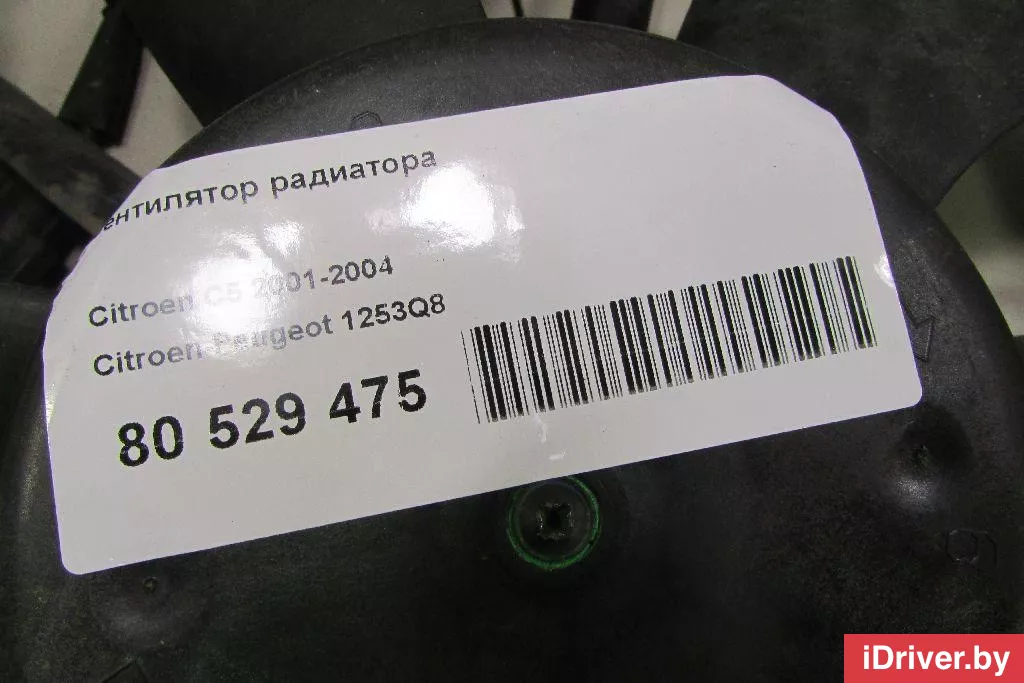 ентилятор радиатора
Citroen C5 2001-2004
Citroen-Peugeot 1253Q8
80 529 475
iDriver.by